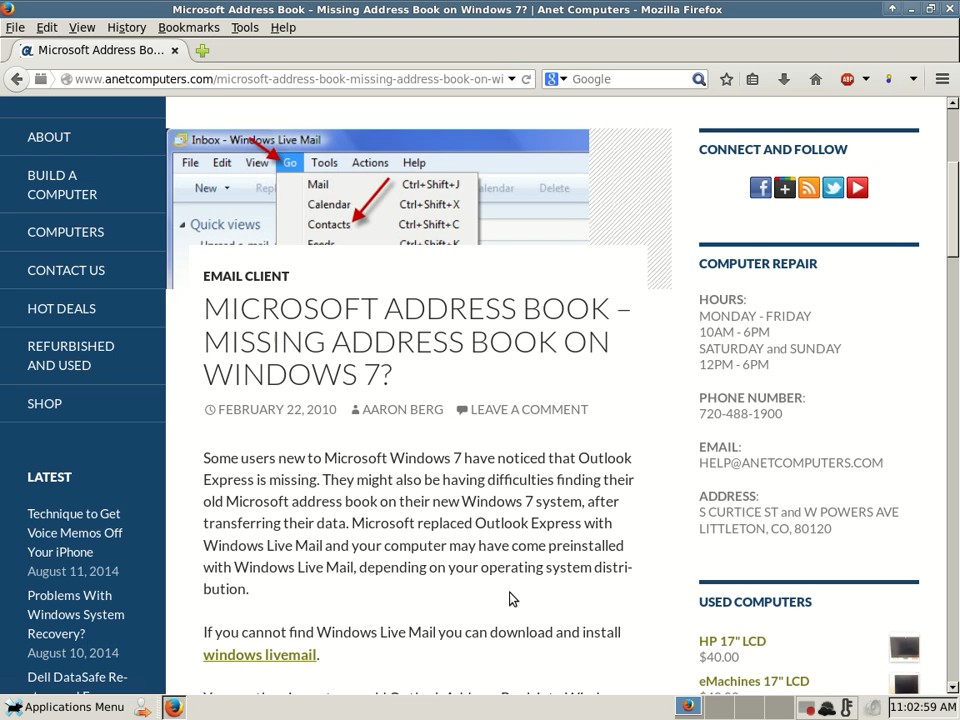 Microsoft Address Book – Missing Address Book on Windows 7? | Anet Computers - Mozilla Firefox
File Edit View History Bookmarks Tools Help
Microsoft Address Bo...
www.anetcomputers.com/microsoft-address-book-missing-address-book-on-wi
Google
ABP
ABOUT
BUILD A
COMPUTER
COMPUTERS
CONTACT US
HOT DEALS
REFURBISHED
AND USED
SHOP
LATEST
Technique to Get
Voice Memos Off
Your iPhone
August 11, 2014
Problems With
Windows System
Recovery?
August 10, 2014
Dell DataSafe Re-
Inbox - Windows Live Mail
File Edit View Go Tools Actions Help
New Repl Calendar Delete
Mail Ctrl+Shift+J
Calendar Ctrl+Shift+X
Quick views
Contacts Ctrl+Shift+C
Unread e-mail
Feeds Ctrl+Shift+K
EMAIL CLIENT
MICROSOFT ADDRESS BOOK –
MISSING ADDRESS BOOK ON
WINDOWS 7?
FEBRUARY 22, 2010 AARON BERG LEAVE A COMMENT
Some users new to Microsoft Windows 7 have noticed that Outlook
Express is missing. They might also be having difficulties finding their
old Microsoft address book on their new Windows 7 system, after
transferring their data. Microsoft replaced Outlook Express with
Windows Live Mail and your computer may have come preinstalled
with Windows Live Mail, depending on your operating system distri-
bution.
If you cannot find Windows Live Mail you can download and install
windows livemail.
CONNECT AND FOLLOW
COMPUTER REPAIR
HOURS:
MONDAY - FRIDAY
10AM - 6PM
SATURDAY and SUNDAY
12PM - 6PM
PHONE NUMBER:
720-488-1900
EMAIL:
HELP@ANETCOMPUTERS.COM
ADDRESS:
S CURTICE ST and W POWERS AVE
LITTLETON, CO, 80120
USED COMPUTERS
HP 17" LCD
$40.00
eMachines 17" LCD
Applications Menu
11:02:59 AM